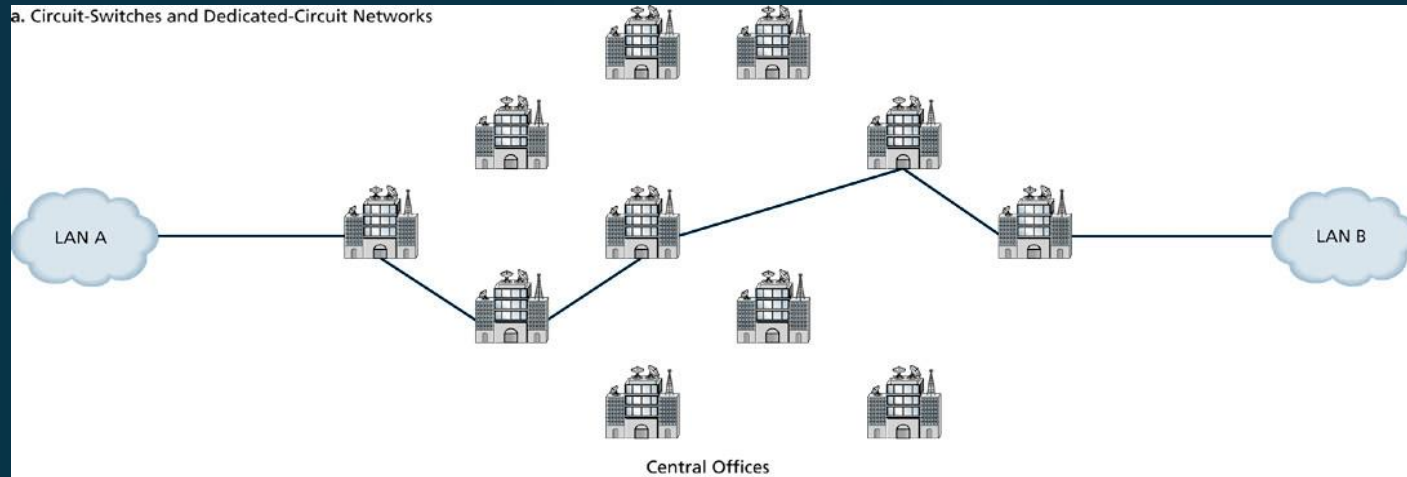 a. Circuit-Switches and Dedicated-Circuit Networks
LAN A
LAN B
Central Offices